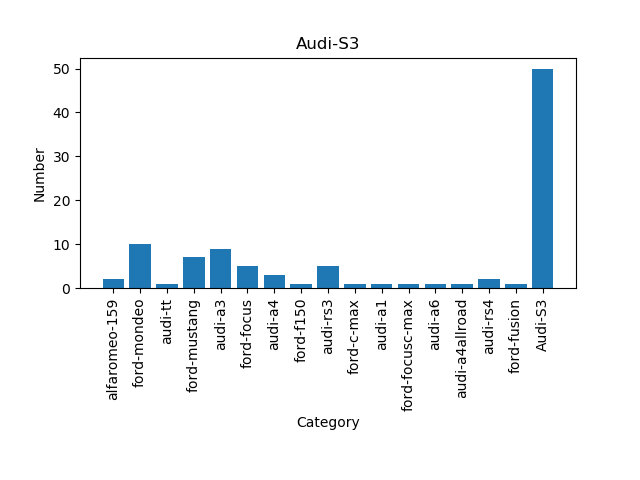 Audi-S3
Number
50
40
30
20
10
0
alfaromeo-159
ford-mondeo
audi-tt
ford-mustang
audi-a3
ford-focus
audi-a4
ford-f150
audi-rs3
ford-c-max
audi-a1
ford-focusc-max
audi-a6
audi-a4allroad
audi-rs4
ford-fusion
Audi-S3
Category